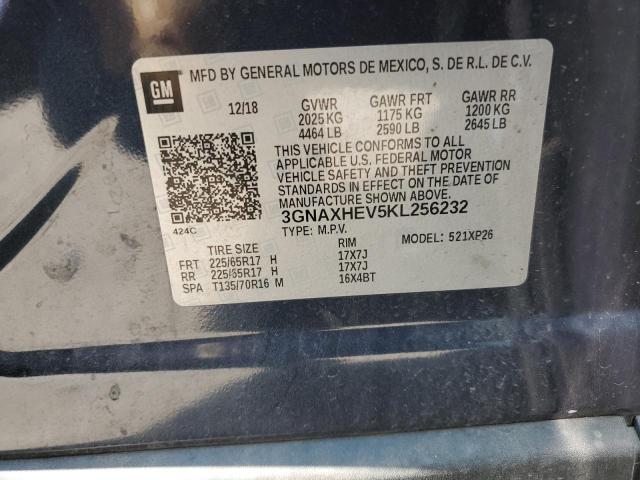 GM
MFD BY GENERAL MOTORS DE MEXICO, S. DE R.L. DE C.V.
12/18 GVWR GAWR FRT GAWR RR
2025 KG 1175 KG 1200 KG
4464 LB 2590 LB 2645 LB
THIS VEHICLE CONFORMS TO ALL
APPLICABLE U.S. FEDERAL MOTOR
VEHICLE SAFETY AND THEFT PREVENTION
STANDARDS IN EFFECT ON THE DATE OF
MANUFACTURE SHOWN ABOVE.
3GNAXHEV5KL256232
424C TYPE: M.P.V. MODEL: 521XP26
TIRE SIZE RIM
FRT 225/65R17 H 17X7J
RR 225/65R17 H 17X7J
SPA T135/70R16 M 16X4BT